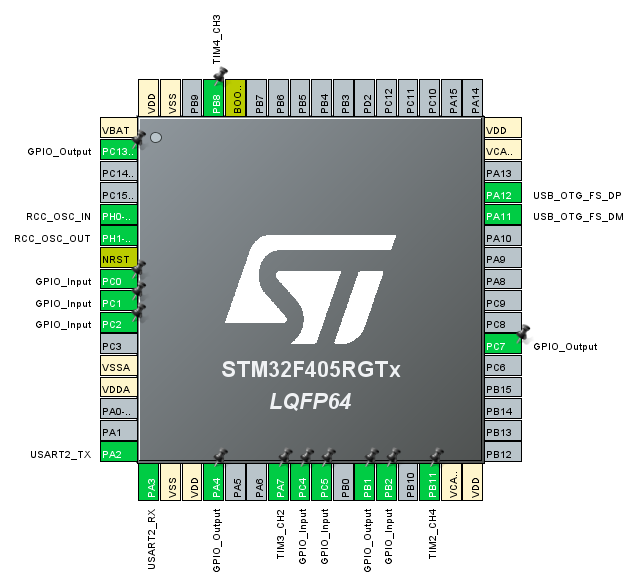 TIM4_CH3
VDD
VSS
PB9
PB8
BOO..
PB7
PB6
PB5
PB4
PB3
PD2
PC12
PC11
PC10
PA15
PA14
VBAT
GPIO_Output
PC13..
PC14..
PC15..
RCC_OSC_IN
PH0-..
RCC_OSC_OUT
PH1-..
NRST
GPIO_Input
PC0
GPIO_Input
PC1
GPIO_Input
PC2
PC3
VSSA
VDDA
PA0-..
PA1
USART2_TX
PA2
STM32F405RGTx
LQFP64
VDD
VCA..
PA13
PA12
USB_OTG_FS_DP
PA11
USB_OTG_FS_DM
PA10
PA9
PA8
PC9
PC8
PC7
GPIO_Output
PC6
PB15
PB14
PB13
PB12
PA3
VSS
VDD
PA4
PA5
PA6
PA7
PC4
PC5
PB0
PB1
PB2
PB10
PB11
VCA..
VDD
USART2_RX
GPIO_Output
TIM3_CH2
GPIO_Input
GPIO_Input
GPIO_Output
GPIO_Input
TIM2_CH4